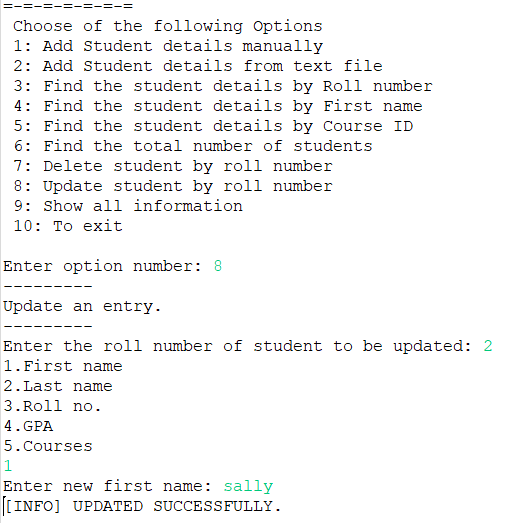 =-=-=-=-=-=-=
Choose of the following Options
1: Add Student details manually
2: Add Student details from text file
3: Find the student details by Roll number
4: Find the student details by First name
5: Find the student details by Course ID
6: Find the total number of students
7: Delete student by roll number
8: Update student by roll number
9: Show all information
10: To exit
Enter option number: 8
---------
Update an entry.
---------
Enter the roll number of student to be updated: 2
1.First name
2.Last name
3.Roll no.
4.GPA
5.Courses
1
Enter new first name: sally
[INFO] UPDATED SUCCESSFULLY.